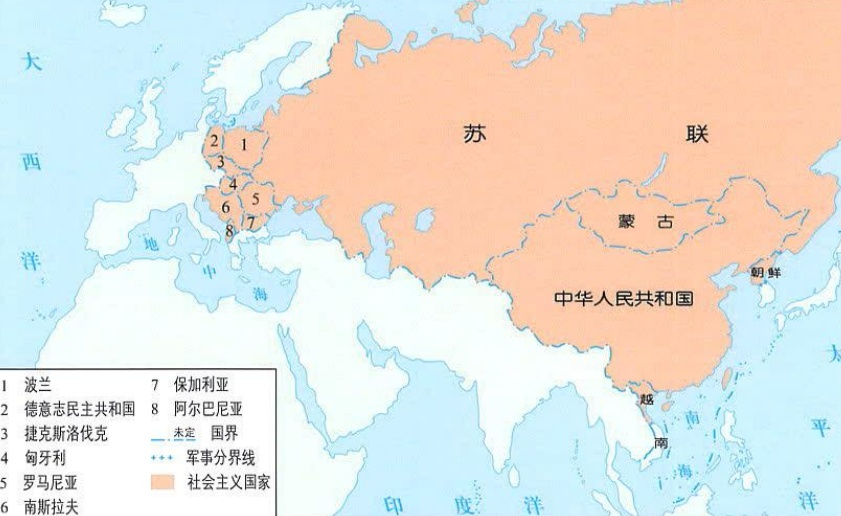 大
西
洋
苏 联
2
1
3
4
5
6
7
8
地
中
海
蒙 古
朝鲜
中华人民共和国
越
南
南
海
太
平
洋
印 度 洋
1 波兰
2 德意志民主共和国
3 捷克斯洛伐克
4 匈牙利
5 罗马尼亚
6 南斯拉夫
7 保加利亚
8 阿尔巴尼亚
未定 国界
军事分界线
社会主义国家